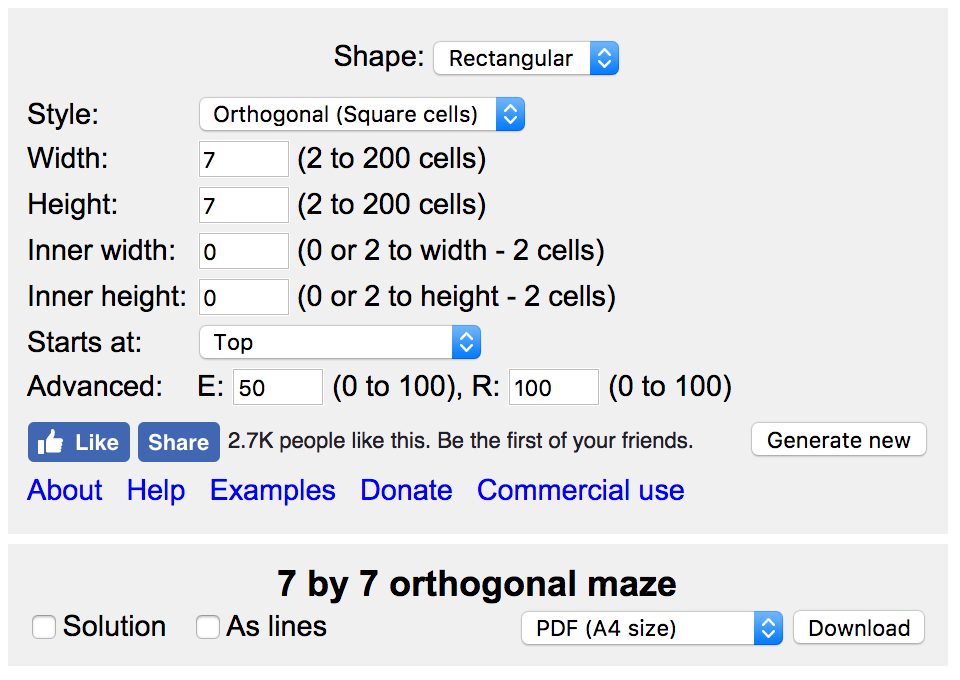 Shape: Rectangular
Style: Orthogonal (Square cells)
Width: 7 (2 to 200 cells)
Height: 7 (2 to 200 cells)
Inner width: 0 (0 or 2 to width - 2 cells)
Inner height: 0 (0 or 2 to height - 2 cells)
Starts at: Top
Advanced: E: 50 (0 to 100), R: 100 (0 to 100)
Like Share 2.7K people like this. Be the first of your friends. Generate new
About Help Examples Donate Commercial use
7 by 7 orthogonal maze
Solution As lines PDF (A4 size) Download